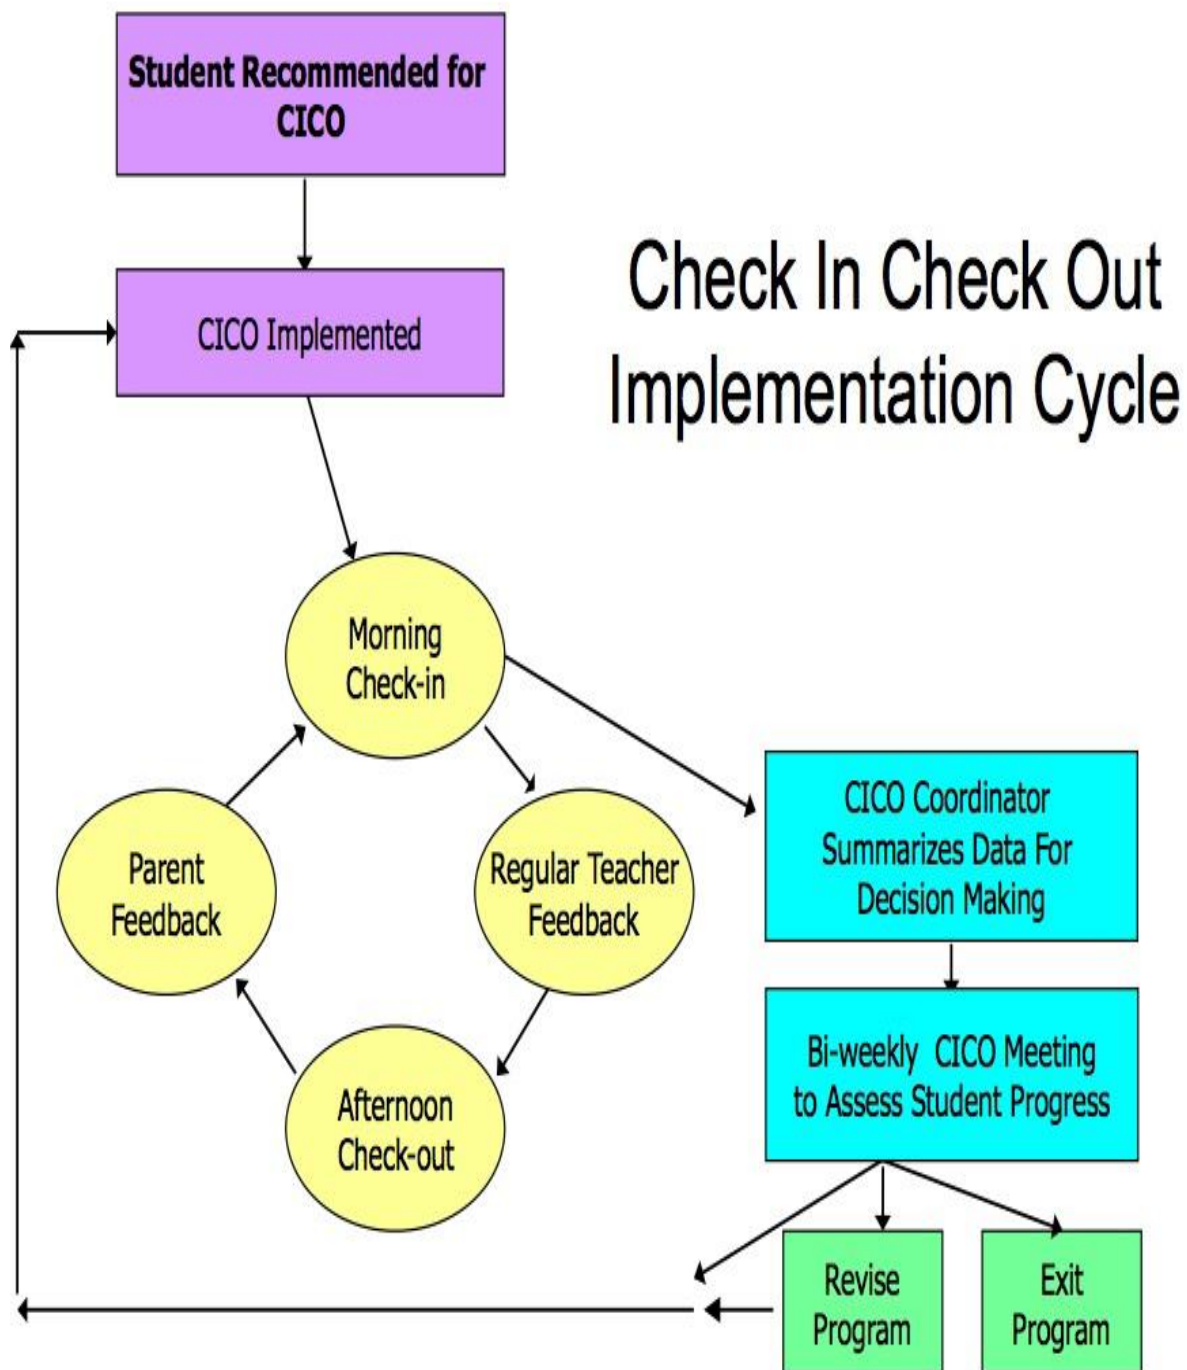 Student Recommended for
CICO
Check In Check Out
Implementation Cycle
CICO Implemented
Morning
Check-in
Parent
Feedback
Regular Teacher
Feedback
Afternoon
Check-out
CICO Coordinator
Summarizes Data For
Decision Making
Bi-weekly CICO Meeting
to Assess Student Progress
Revise
Program
Exit
Program